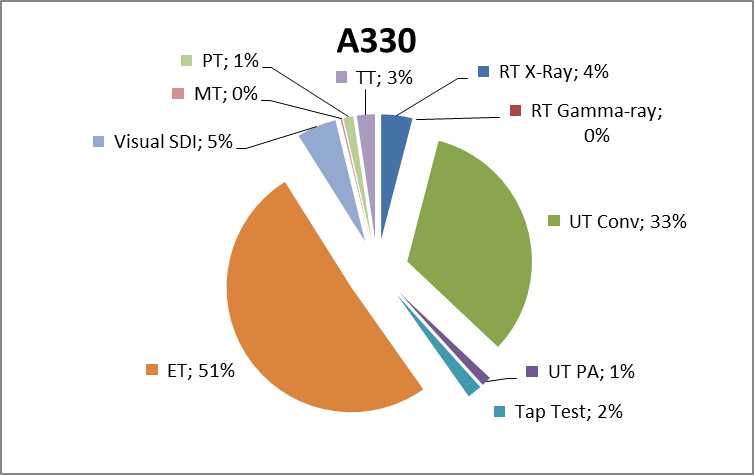 A330
PT; 1%
TT; 3%
RT X-Ray; 4%
MT; 0%
RT Gamma-ray;
0%
Visual SDI; 5%
UT Conv; 33%
ET; 51%
UT PA; 1%
Tap Test; 2%